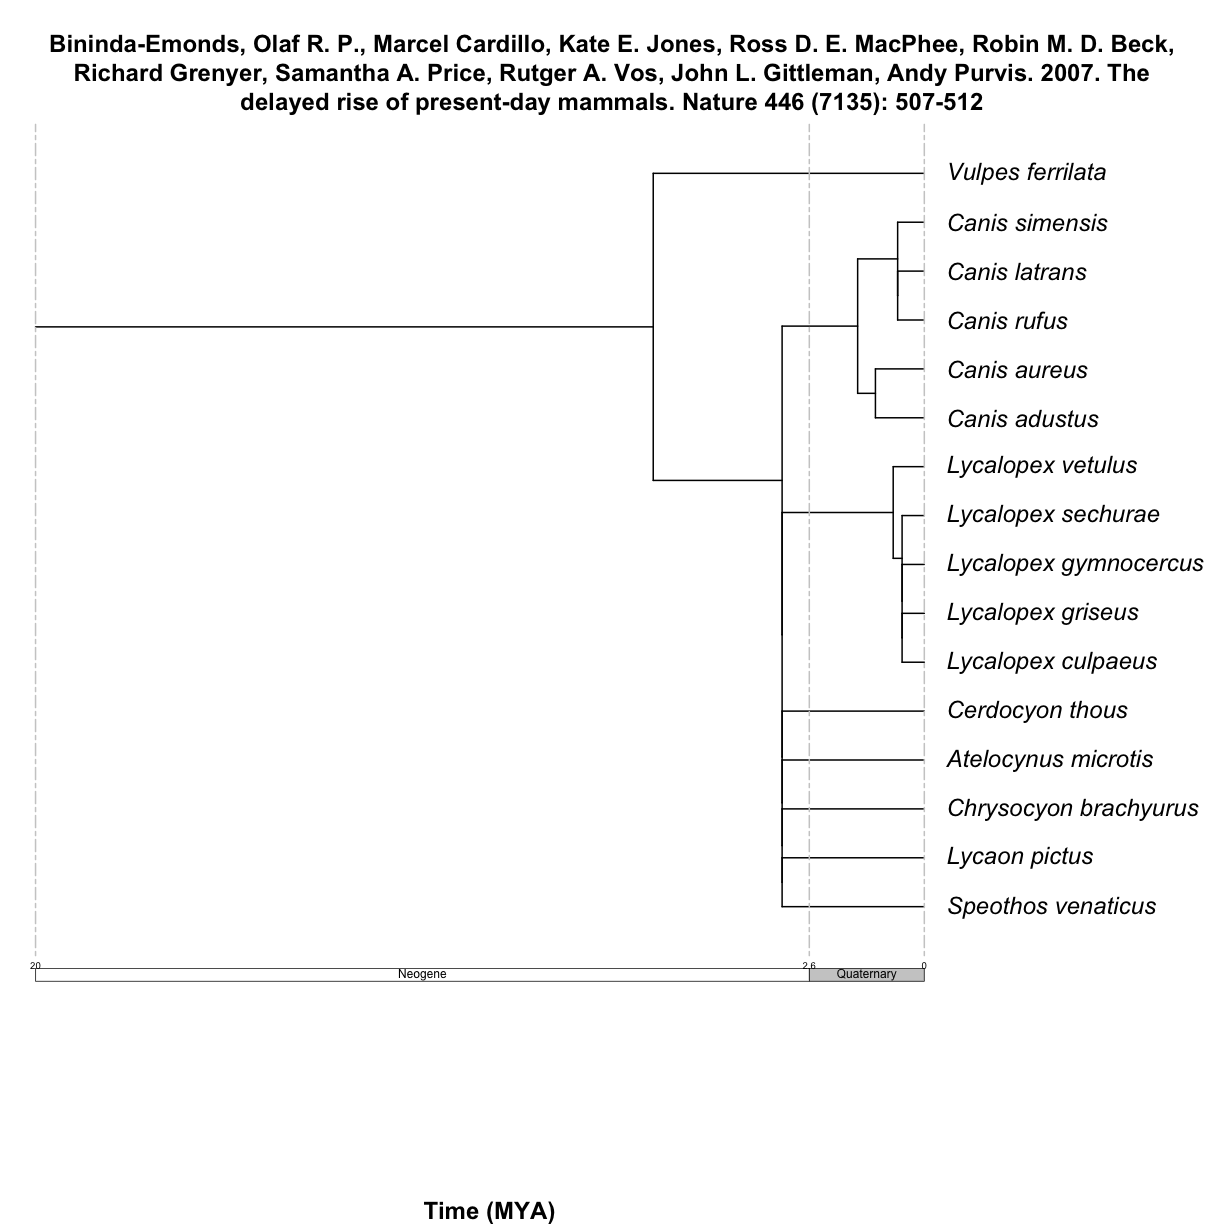 Bininda-Emonds, Olaf R. P., Marcel Cardillo, Kate E. Jones, Ross D. E. MacPhee, Robin M. D. Beck,
Richard Grenyer, Samantha A. Price, Rutger A. Vos, John L. Gittleman, Andy Purvis. 2007. The
delayed rise of present-day mammals. Nature 446 (7135): 507-512
Vulpes ferrilata
Canis simensis
Canis latrans
Canis rufus
Canis aureus
Canis adustus
Lycalopex vetulus
Lycalopex sechurae
Lycalopex gymnocercus
Lycalopex griseus
Lycalopex culpaeus
Cerdocyon thous
Atelocynus microtis
Chrysocyon brachyurus
Lycaon pictus
Speothos venaticus
20 2.6 0
Neogene Quaternary
Time (MYA)